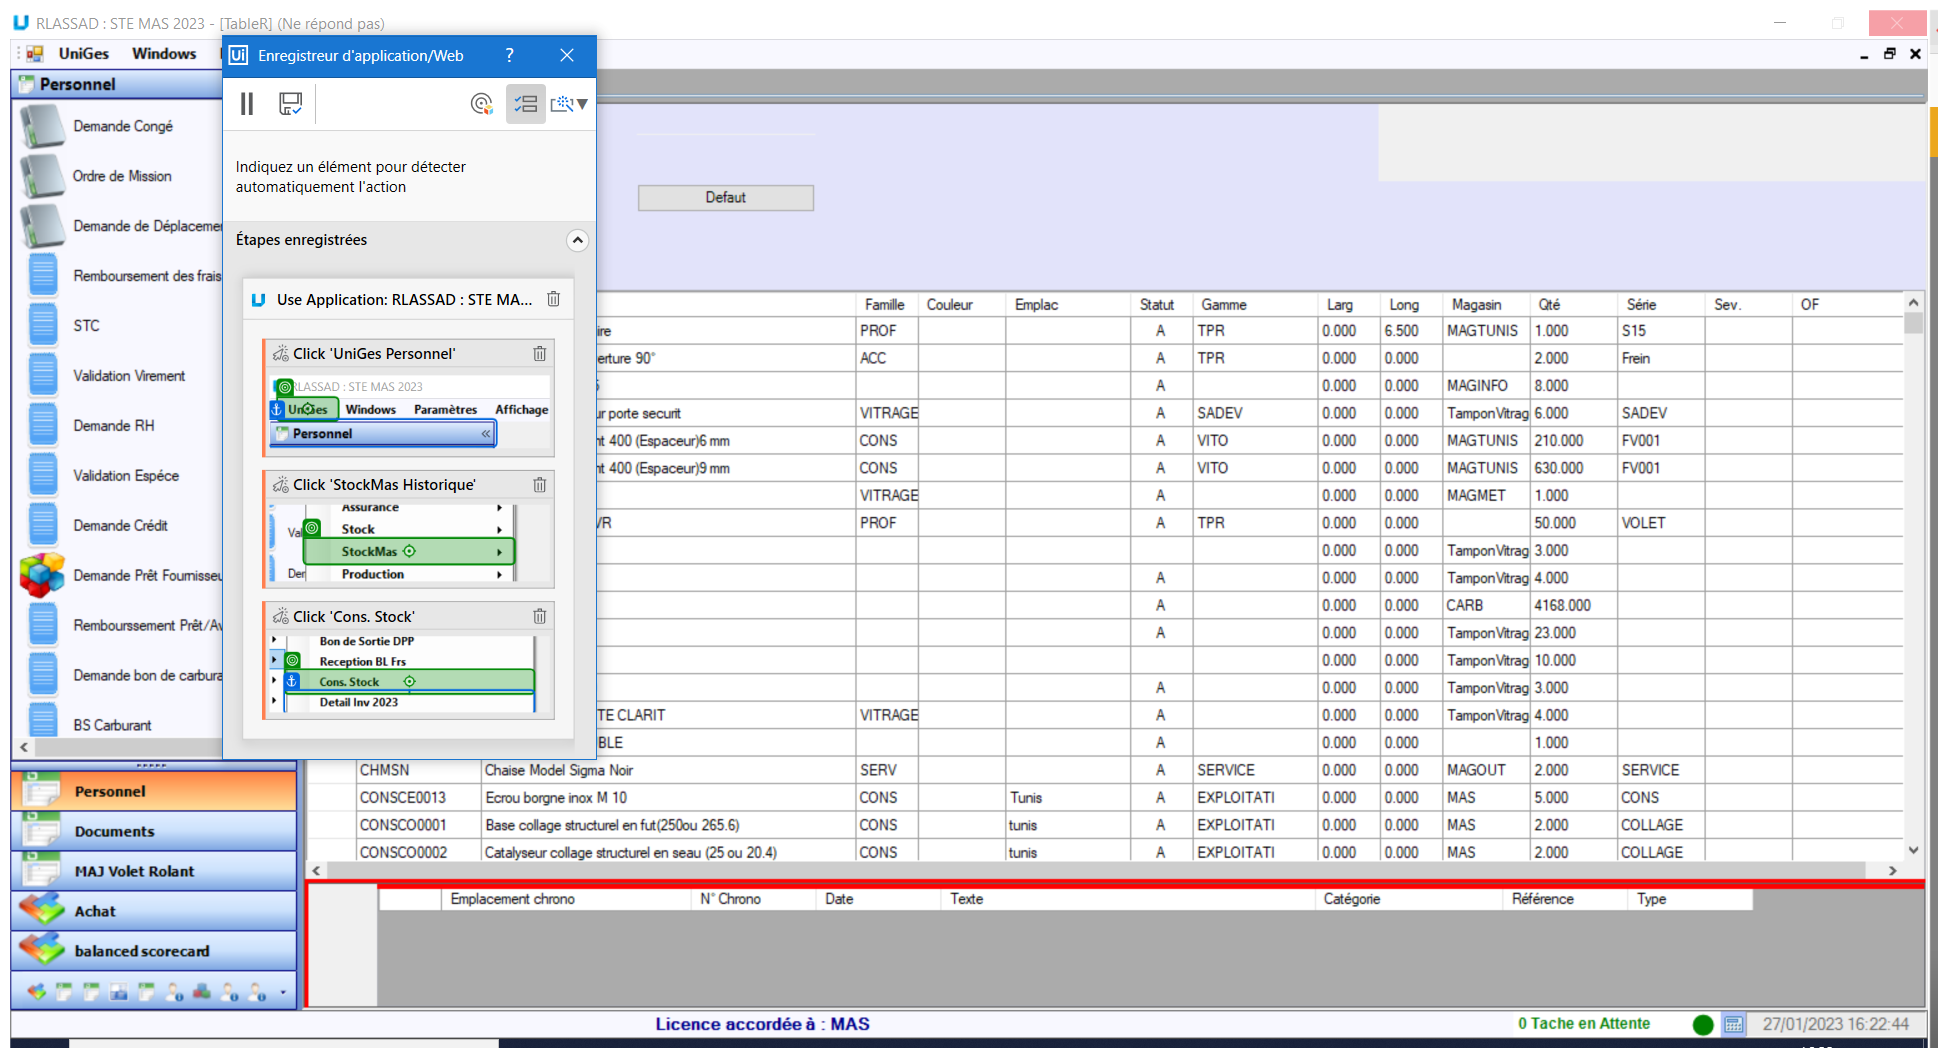 RLASSAD : STE MAS 2023 - [TableR] (Ne répond pas)
UniGes Windows
Personnel
Demande Congé
Ordre de Mission
Demande de Déplaceme
Remboursement des frais
STC
Validation Virement
Demande RH
Validation Espéce
Demande Crédit
Demande Prêt Fournisseu
Rembourssement Prêt/Av
Demande bon de carbura
BS Carburant
Personnel
Documents
MAJ Volet Rolant
Achat
balanced scorecard
Enregistreur d'application/Web ?
Indiquez un élément pour détecter
automatiquement l'action
Étapes enregistrées
Use Application: RLASSAD : STE MA...
Click 'UniGes Personnel'
RLASSAD : STE MAS 2023
UniGes Windows Paramètres Affichage
Personnel «
Click 'StockMas Historique'
Assurance
Val Stock
StockMas
Der Production
Click 'Cons. Stock'
Bon de Sortie DPP
Reception BL Frs
Cons. Stock
Detail Inv 2023
Defaut
Famille Couleur Emplac Statut Gamme Larg Long Magasin Qté Série Sev. OF
ire PROF A TPR 0.000 6.500 MAGTUNIS 1.000 S15
erture 90° ACC A TPR 0.000 0.000 2.000 Frein
A 0.000 0.000 MAGINFO 8.000
ur porte securit VITRAGE A SADEV 0.000 0.000 TamponVitrag 6.000 SADEV
nt 400 (Espaceur)6 mm CONS A VITO 0.000 0.000 MAGTUNIS 210.000 FV001
nt 400 (Espaceur)9 mm CONS A VITO 0.000 0.000 MAGTUNIS 630.000 FV001
VITRAGE A 0.000 0.000 MAGMET 1.000
VR PROF A TPR 0.000 0.000 50.000 VOLET
0.000 0.000 TamponVitrag 3.000
A 0.000 0.000 TamponVitrag 4.000
A 0.000 0.000 CARB 4168.000
A 0.000 0.000 TamponVitrag 23.000
0.000 0.000 TamponVitrag 10.000
A 0.000 0.000 TamponVitrag 3.000
TE CLARIT VITRAGE A 0.000 0.000 TamponVitrag 4.000
BLE A 0.000 0.000 1.000
CHMSN Chaise Model Sigma Noir SERV A SERVICE 0.000 0.000 MAGOUT 2.000 SERVICE
CONSCE0013 Ecrou borgne inox M 10 CONS Tunis A EXPLOITATI 0.000 0.000 MAS 5.000 CONS
CONSCO0001 Base collage structurel en fut(250ou 265.6) CONS tunis A EXPLOITATI 0.000 0.000 MAS 2.000 COLLAGE
CONSCO0002 Catalyseur collage structurel en seau (25 ou 20.4) CONS tunis A EXPLOITATI 0.000 0.000 MAS 2.000 COLLAGE
Emplacement chrono N° Chrono Date Texte Catégorie Référence Type
Licence accordée à : MAS 0 Tache en Attente 27/01/2023 16:22:44